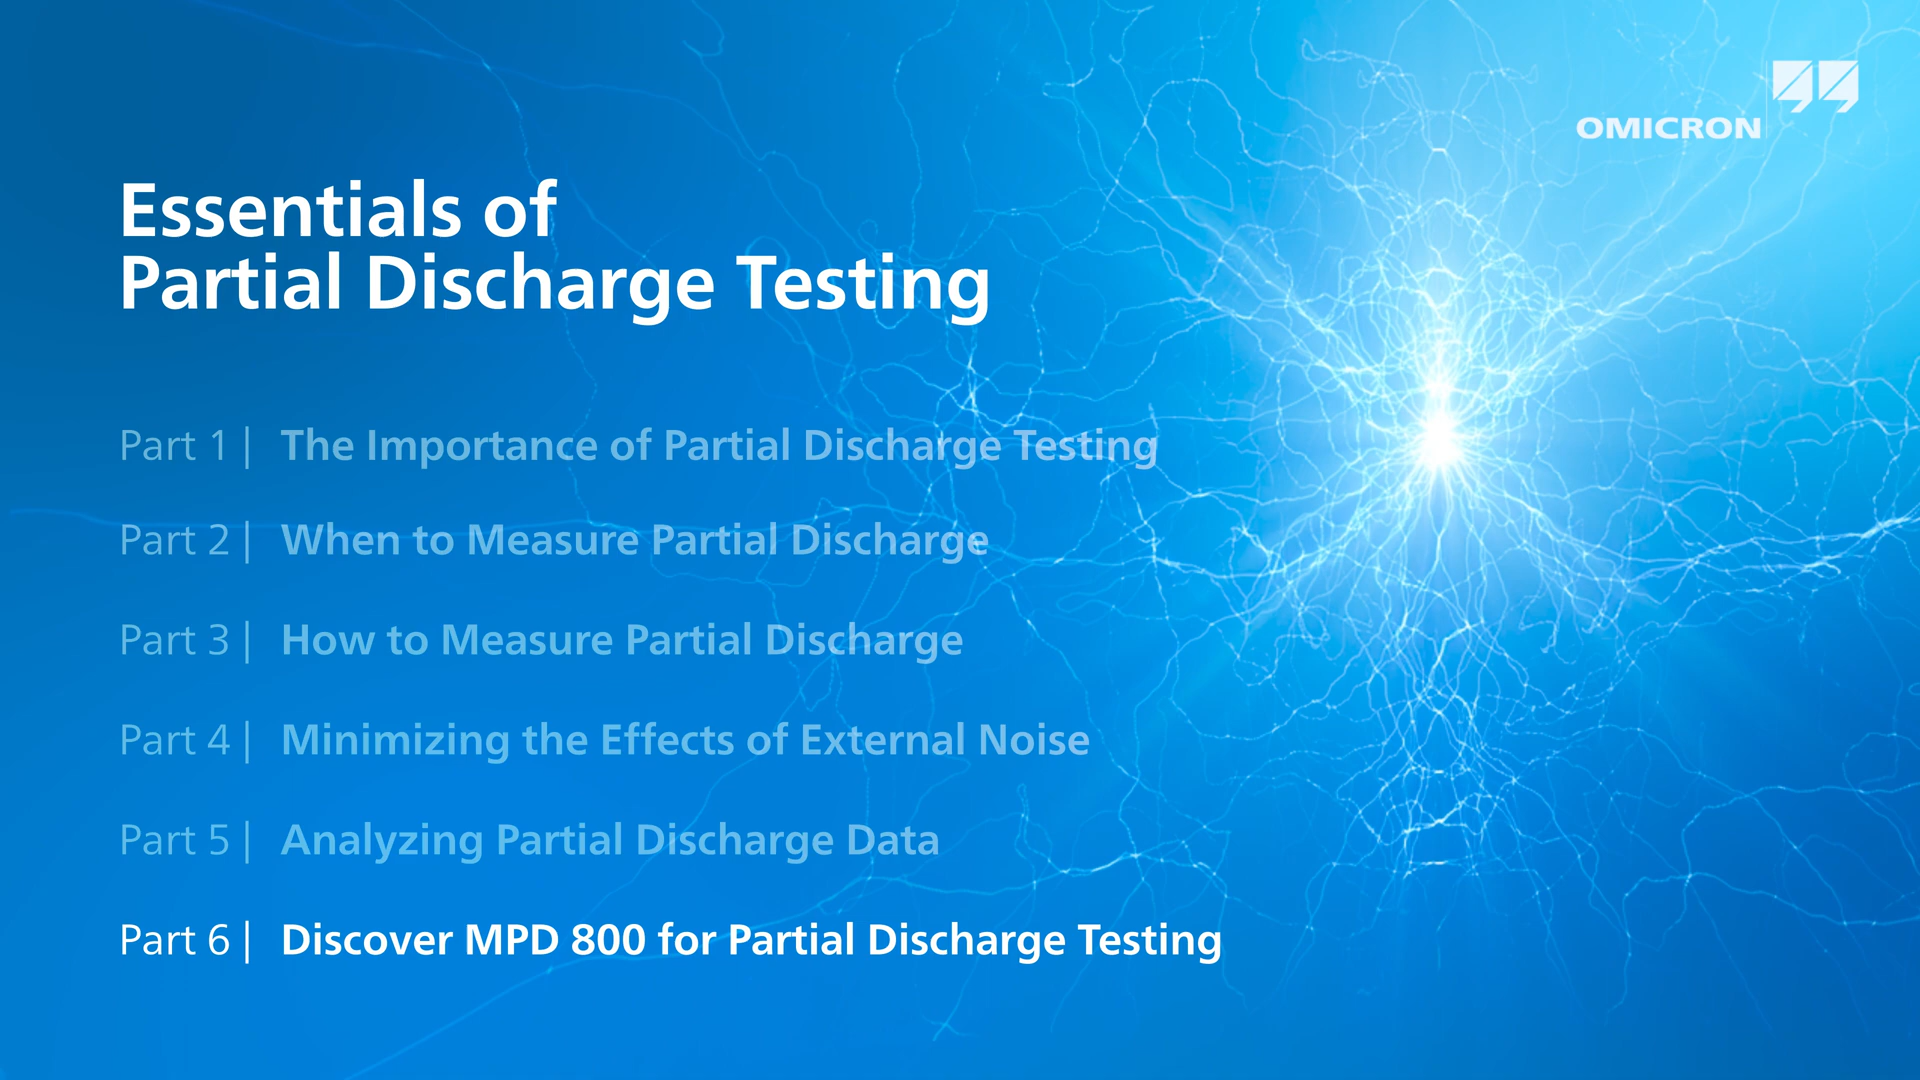 OMICRON
Essentials of
Partial Discharge Testing
Part 1 | The Importance of Partial Discharge Testing
Part 2 | When to Measure Partial Discharge
Part 3 | How to Measure Partial Discharge
Part 4 | Minimizing the Effects of External Noise
Part 5 | Analyzing Partial Discharge Data
Part 6 | Discover MPD 800 for Partial Discharge Testing